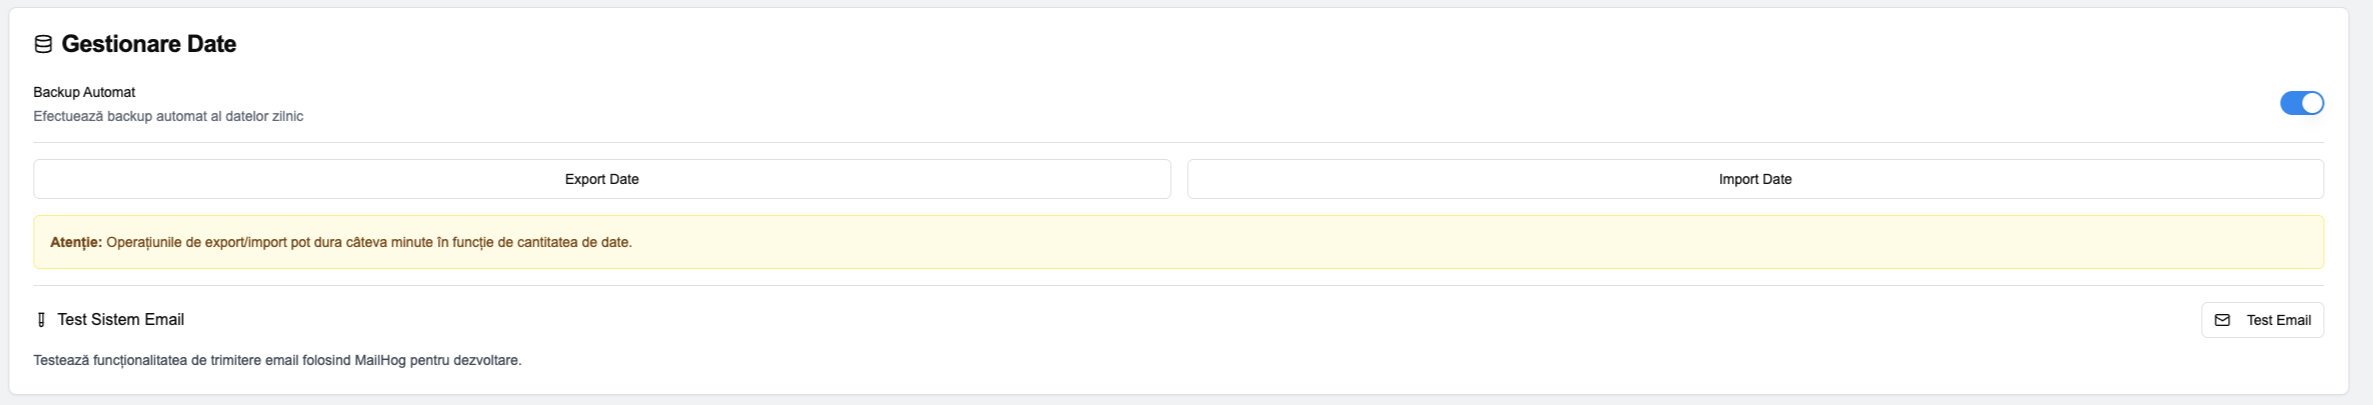 Gestionare Date
Backup Automat
Efectuează backup automat al datelor zilnic
Export Date
Import Date
Atenție: Operațiunile de export/import pot dura câteva minute în funcție de cantitatea de date.
Test Sistem Email
Test Email
Testează funcționalitatea de trimitere email folosind MailHog pentru dezvoltare.